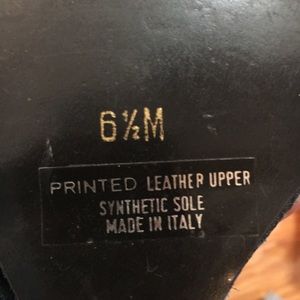 6½M
PRINTED LEATHER UPPER
SYNTHETIC SOLE
MADE IN ITALY